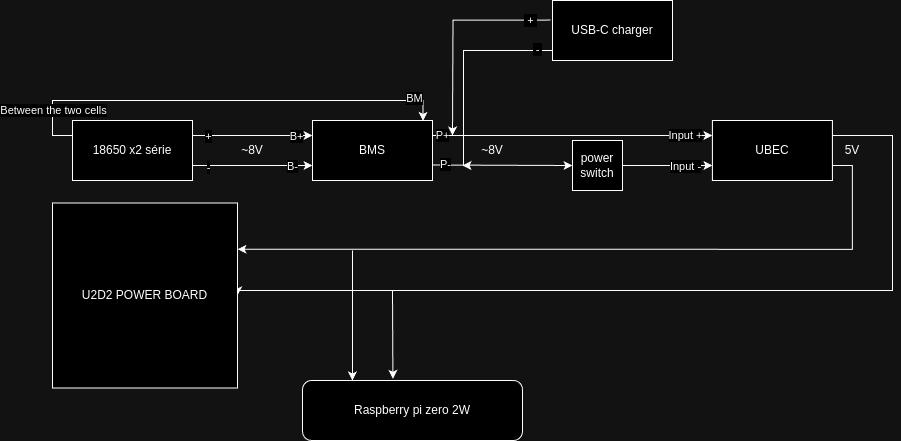 +
USB-C charger
-
BM
Between the two cells
+
B+
P+
Input +
18650 x2 série
~8V
BMS
~8V
power
switch
UBEC
5V
-
B-
P-
Input -
U2D2 POWER BOARD
Raspberry pi zero 2W